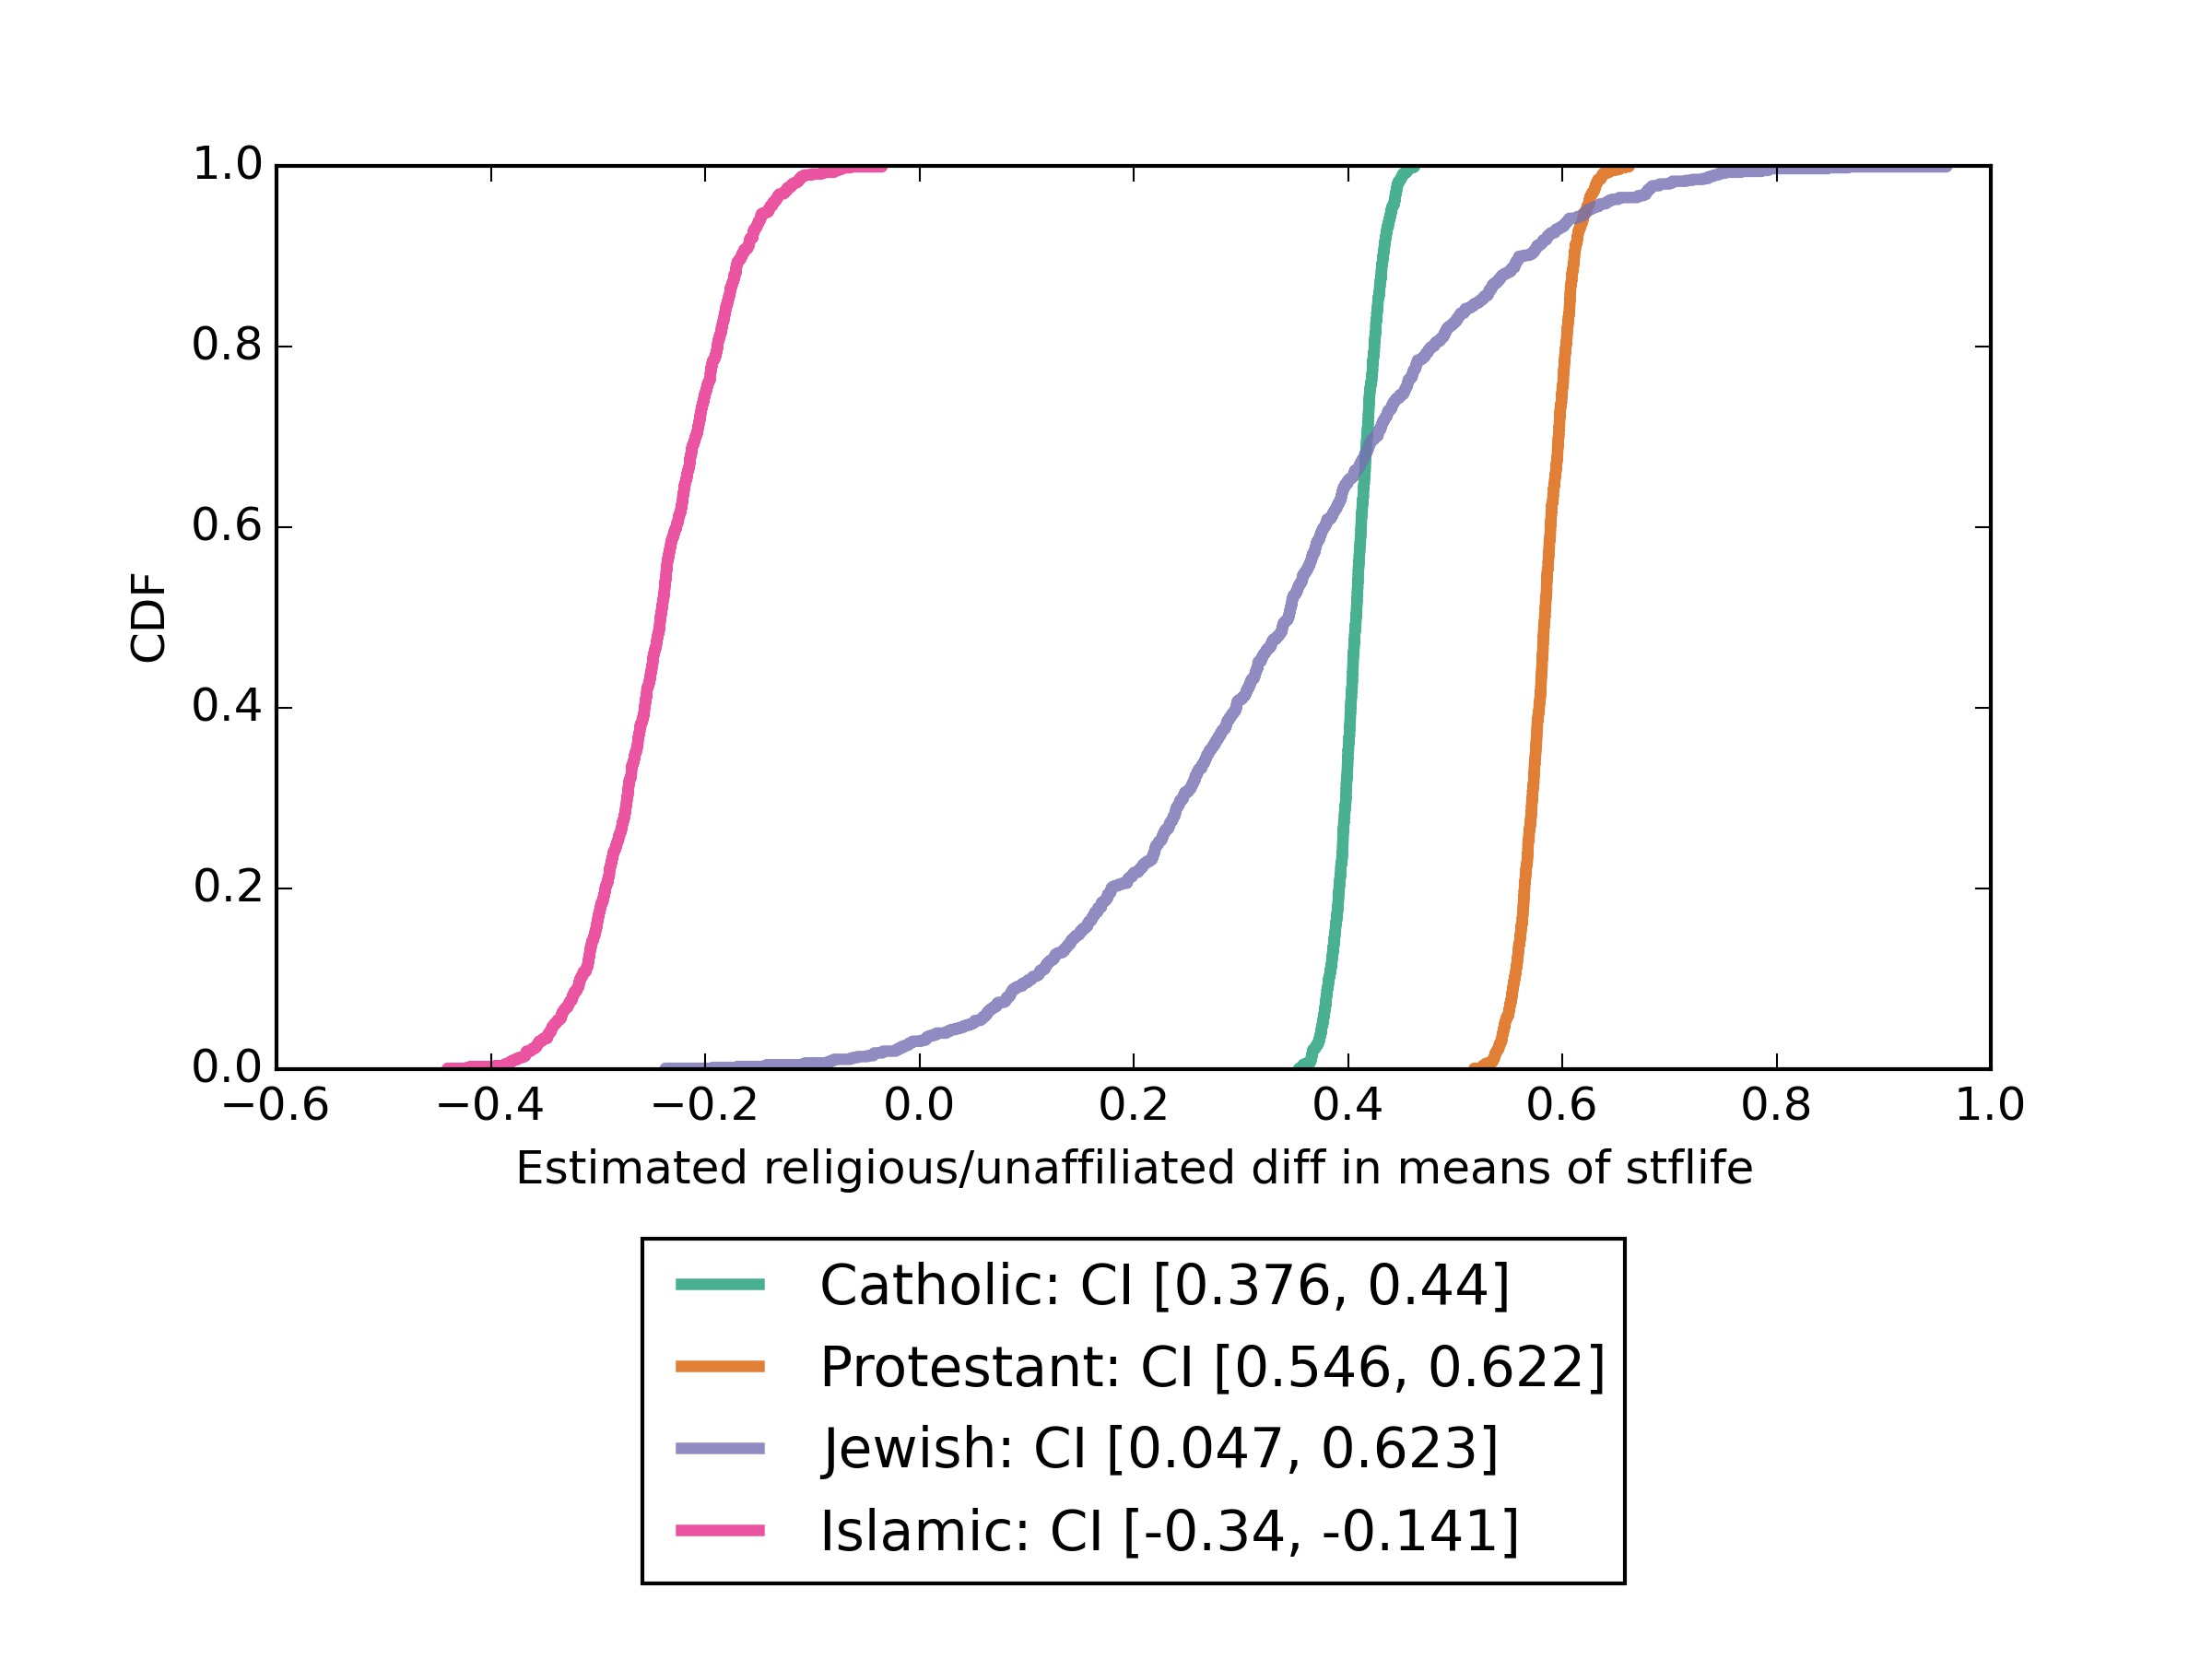 1.0
0.8
0.6
0.4
0.2
0.0
CDF
−0.6 −0.4 −0.2 0.0 0.2 0.4 0.6 0.8 1.0
Estimated religious/unaffiliated diff in means of stflife
Catholic: CI [0.376, 0.44]
Protestant: CI [0.546, 0.622]
Jewish: CI [0.047, 0.623]
Islamic: CI [-0.34, -0.141]